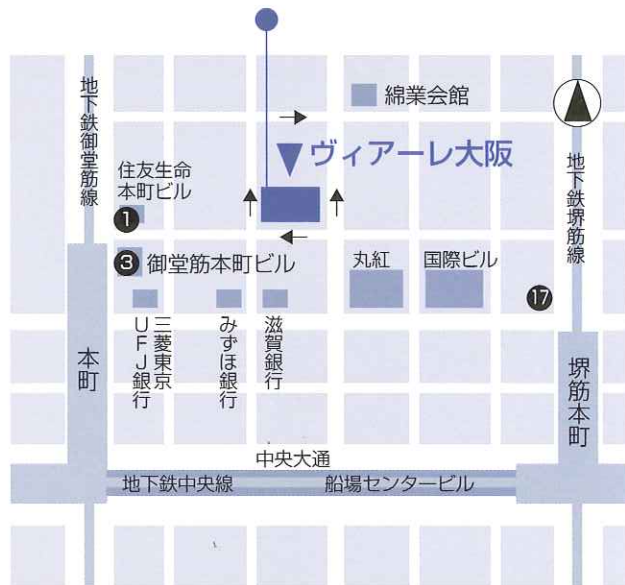 綿業会館
地下鉄御堂筋線
ヴィアーレ大阪
住友生命
本町ビル
地下鉄堺筋線
1
3
御堂筋本町ビル
丸紅
国際ビル
17
三菱東京
UFJ銀行
みずほ銀行
滋賀銀行
本町
堺筋本町
中央大通
地下鉄中央線
船場センタービル